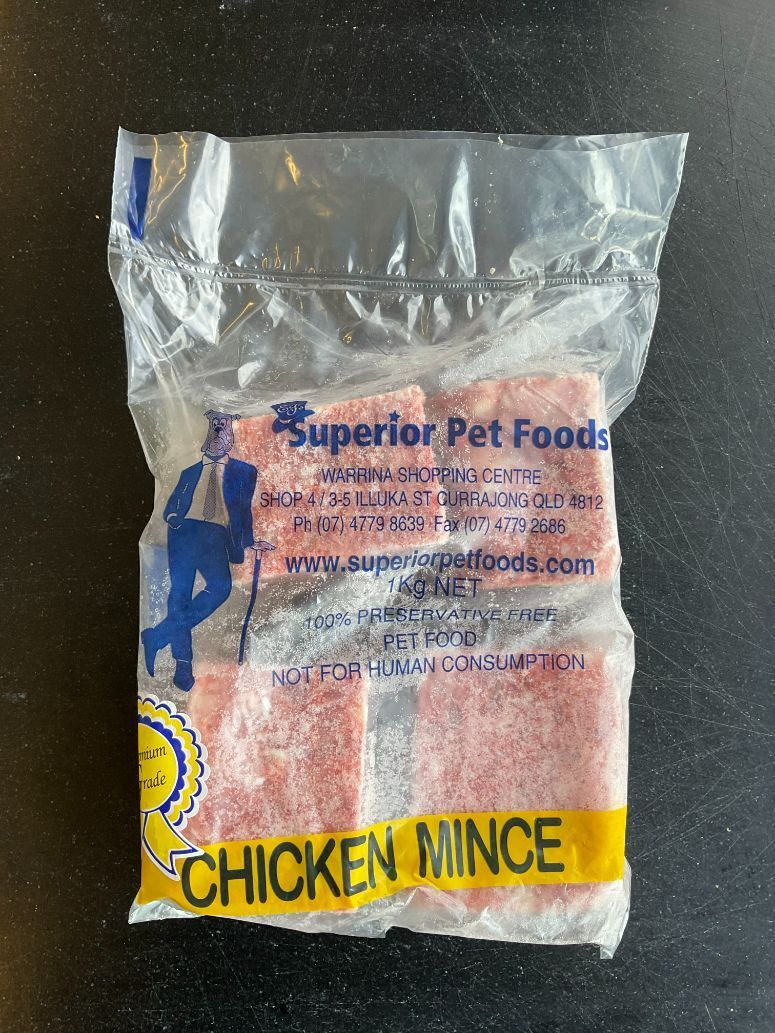 Superior Pet Foods
WARRINA SHOPPING CENTRE
SHOP 4 / 3-5 ILLUKA ST CURRAJONG QLD 4812
Ph (07) 4779 8639 Fax (07) 4779 2686
www.superiorpetfoods.com
1Kg NET
100% PRESERVATIVE FREE
PET FOOD
NOT FOR HUMAN CONSUMPTION
mium
rade
CHICKEN MINCE